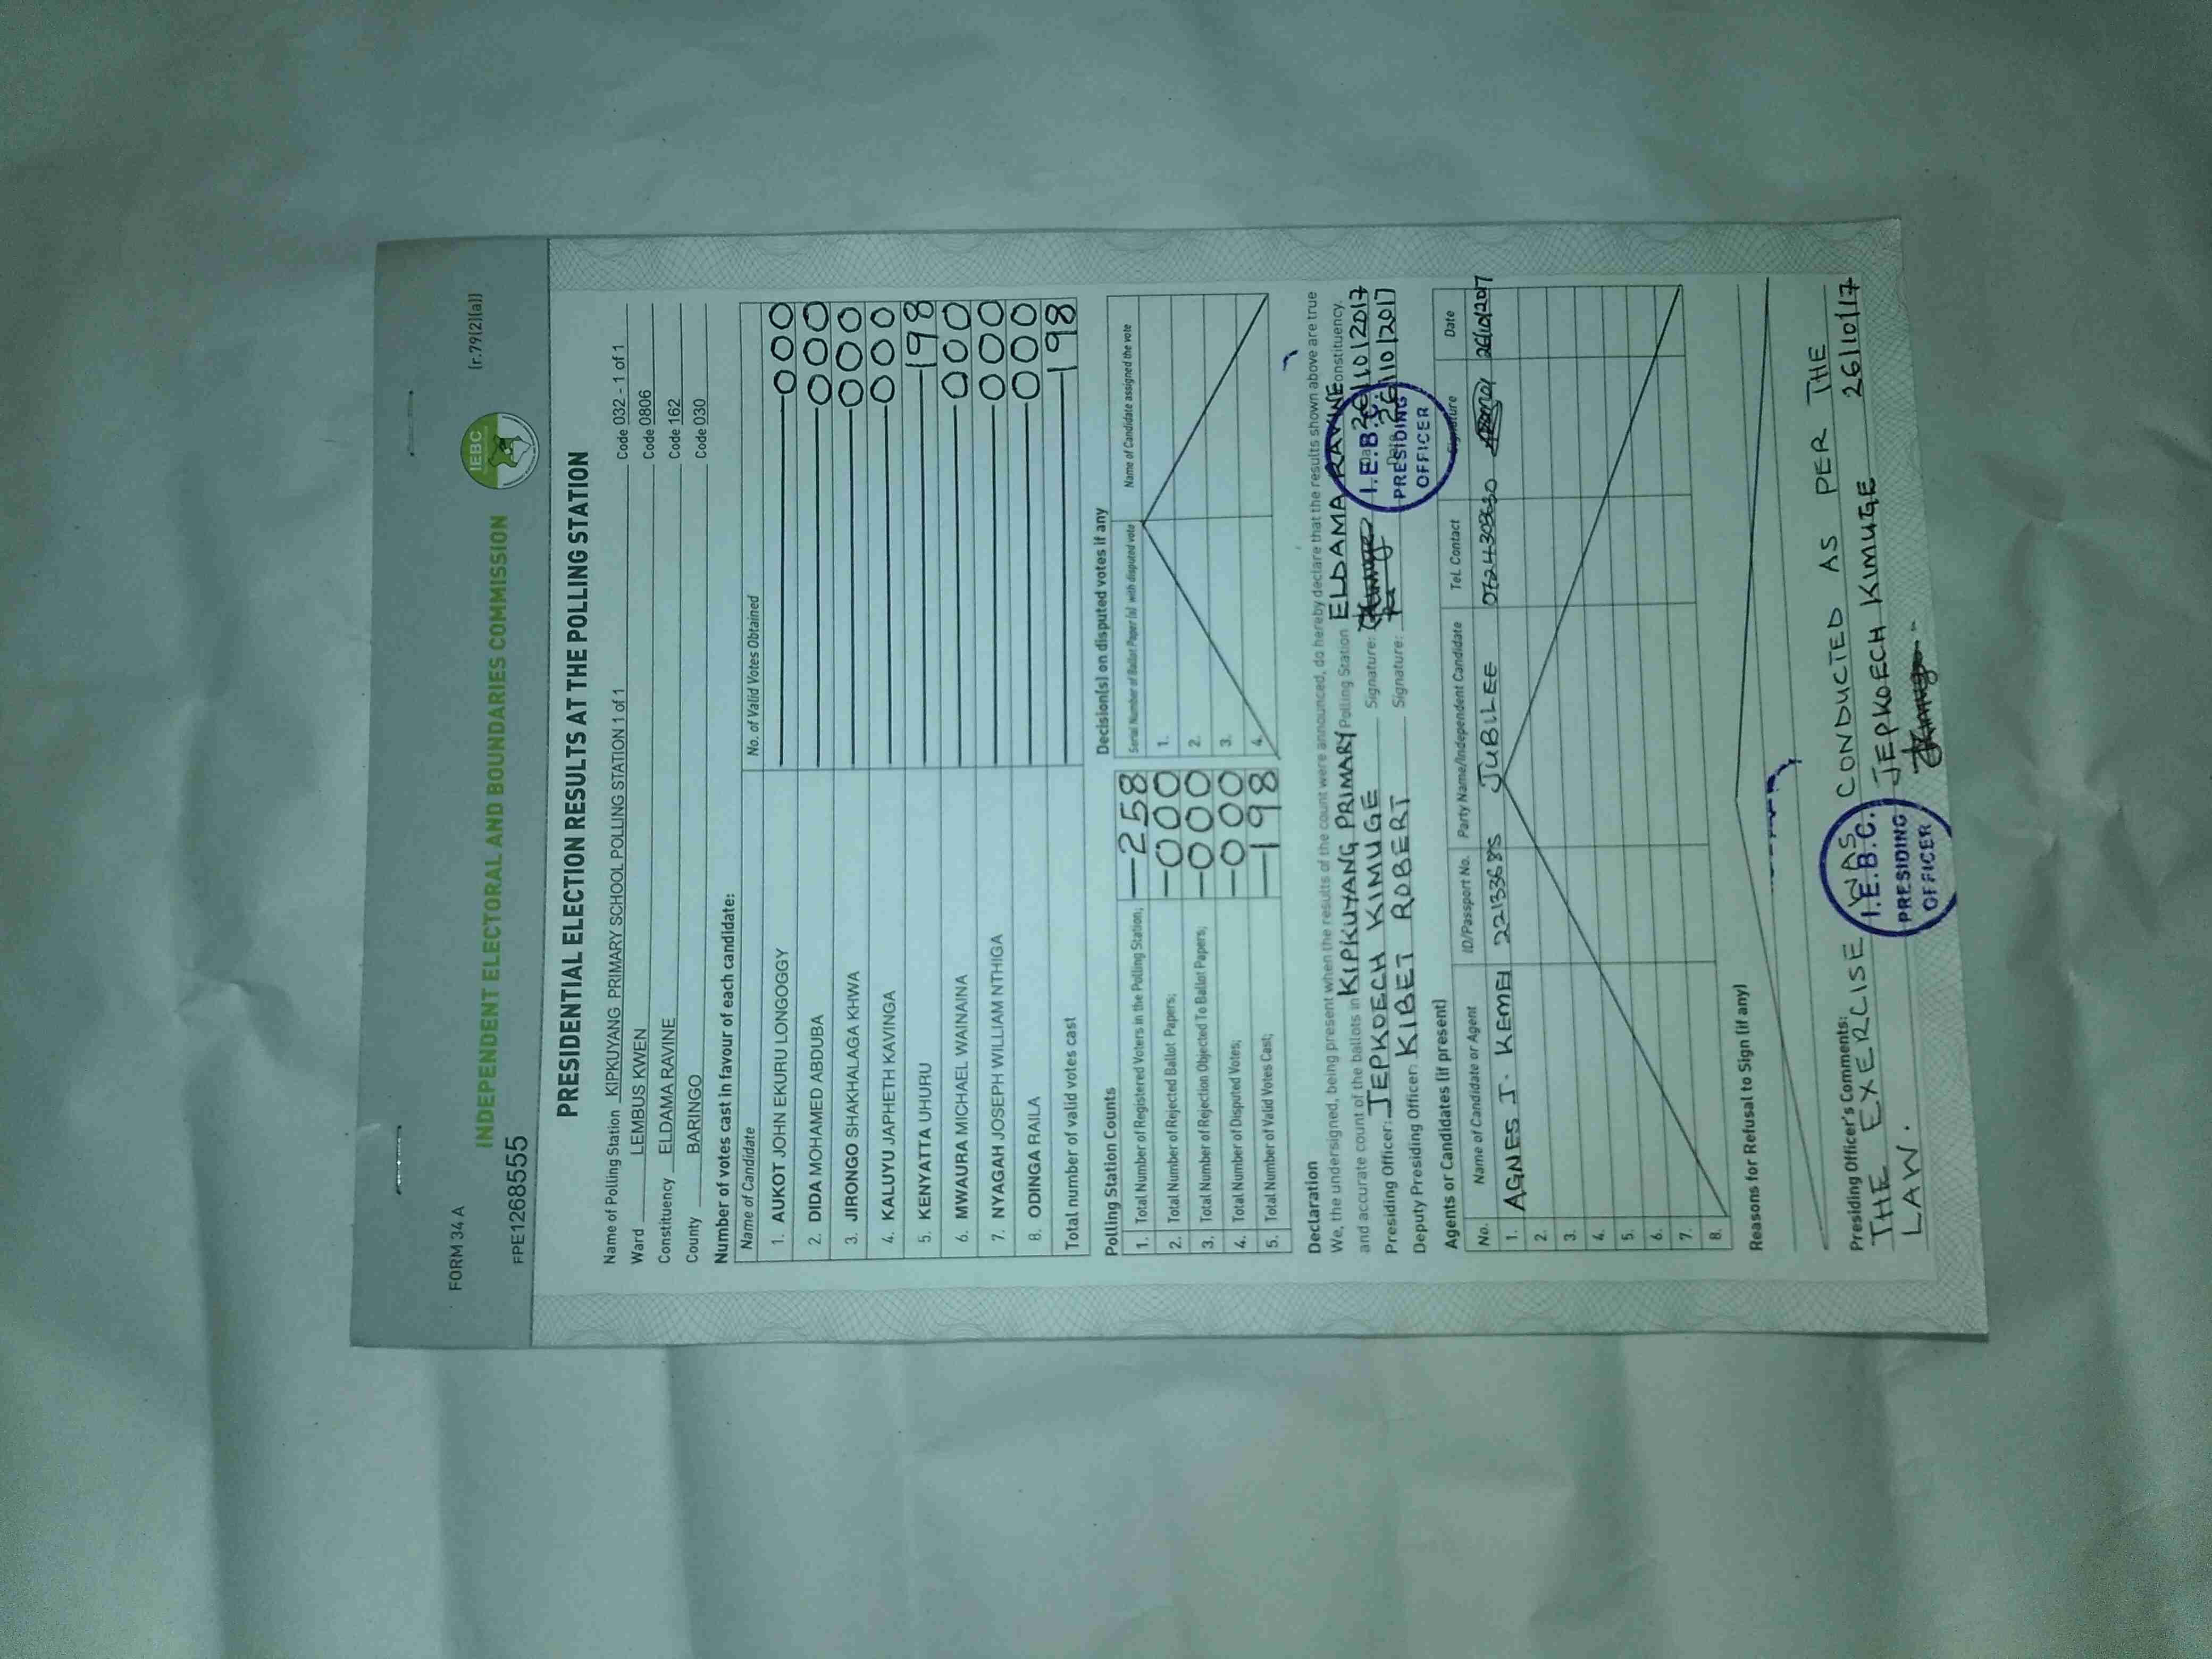 FORM 34 A
(r.79(2)(a))
IEBC
INDEPENDENT ELECTORAL AND BOUNDARIES COMMISSION
FPE1268555
PRESIDENTIAL ELECTION RESULTS AT THE POLLING STATION
Name of Polling Station KIPKUYANG PRIMARY SCHOOL POLLING STATION 1 of 1 Code 032 - 1 of 1
Ward LEMBUS KWEN Code 0806
Constituency ELDAMA RAVINE Code 162
County BARINGO Code 030
Number of votes cast in favour of each candidate:
Name of Candidate No. of Valid Votes Obtained
1. AUKOT JOHN EKURU LONGOGGY 000
2. DIDA MOHAMED ABDUBA 000
3. JIRONGO SHAKHALAGA KHWA 000
4. KALUYU JAPHETH KAVINGA 000
5. KENYATTA UHURU 198
6. MWAURA MICHAEL WAINAINA 000
7. NYAGAH JOSEPH WILLIAM NTHIGA 000
8. ODINGA RAILA 000
Total number of valid votes cast 198
Polling Station Counts
1. Total Number of Registered Voters in the Polling Station; 258
2. Total Number of Rejected Ballot Papers; 000
3. Total Number of Rejection Objected To Ballot Papers; 000
4. Total Number of Disputed Votes; 000
5. Total Number of Valid Votes Cast; 198
Decision(s) on disputed votes if any
Serial Number of Ballot Paper (s) with disputed vote Name of Candidate assigned the vote
1.
2.
3.
4.
Declaration
We, the undersigned, being present when the results of the count were announced, do hereby declare that the results shown above are true
and accurate count of the ballots in KIPKUYANG PRIMARY Polling Station ELDAMA RAVINE Constituency.
Presiding Officer: JEPKOECH KIMUGE Signature: Date 26/10/2017
Deputy Presiding Officer: KIBET ROBERT Signature: Date 26/10/2017
I.E.B.C.
PRESIDING
OFFICER
Agents or Candidates (if present)
No. Name of Candidate or Agent ID/Passport No. Party Name/Independent Candidate Tel. Contact Signature Date
1. AGNES J. KEMEI 22133685 JUBILEE 26/10/2017
2.
3.
4.
5.
6.
7.
8.
Reasons for Refusal to Sign (if any)
Presiding Officer's Comments:
THE EXERCISE WAS CONDUCTED AS PER THE
LAW. JEPKOECH KIMUGE 26/10/17
I.E.B.C.
PRESIDING
OFFICER